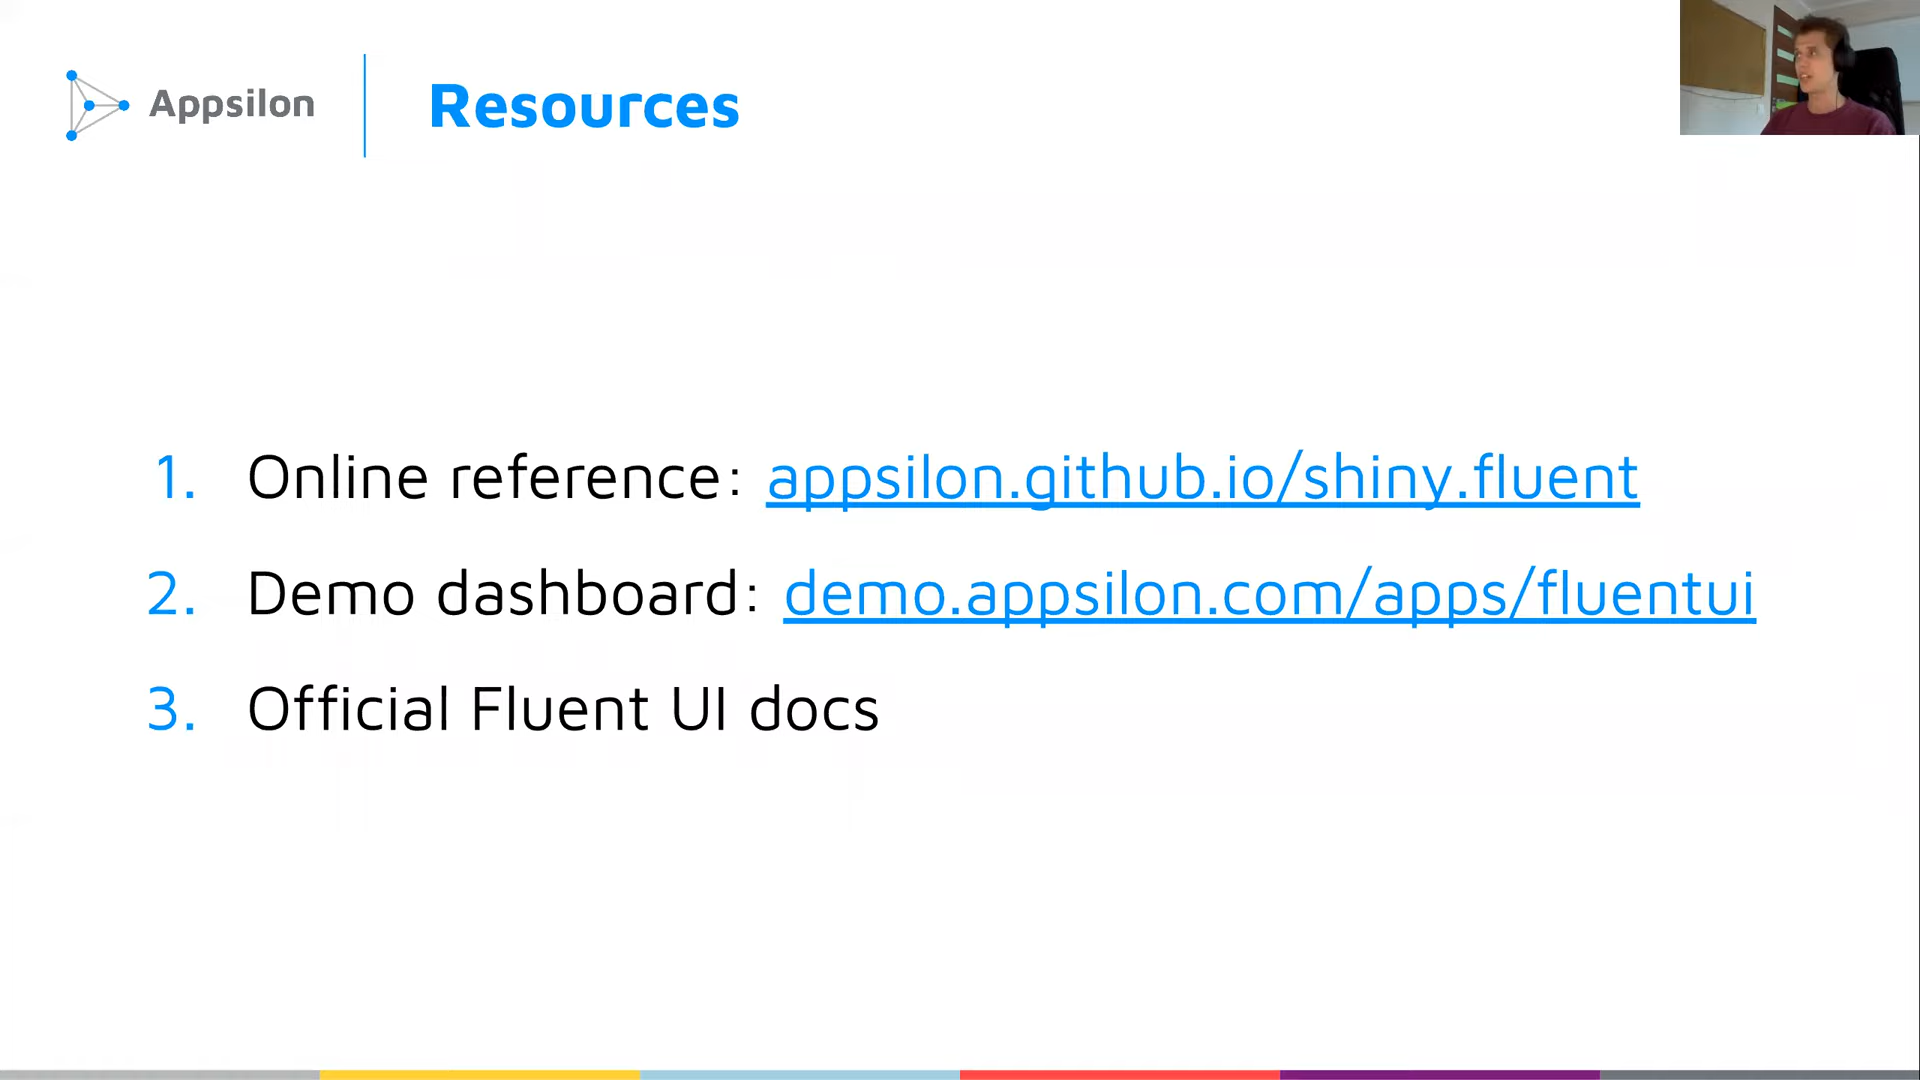 Appsilon
Resources
1. Online reference: appsilon.github.io/shiny.fluent
2. Demo dashboard: demo.appsilon.com/apps/fluentui
3. Official Fluent UI docs